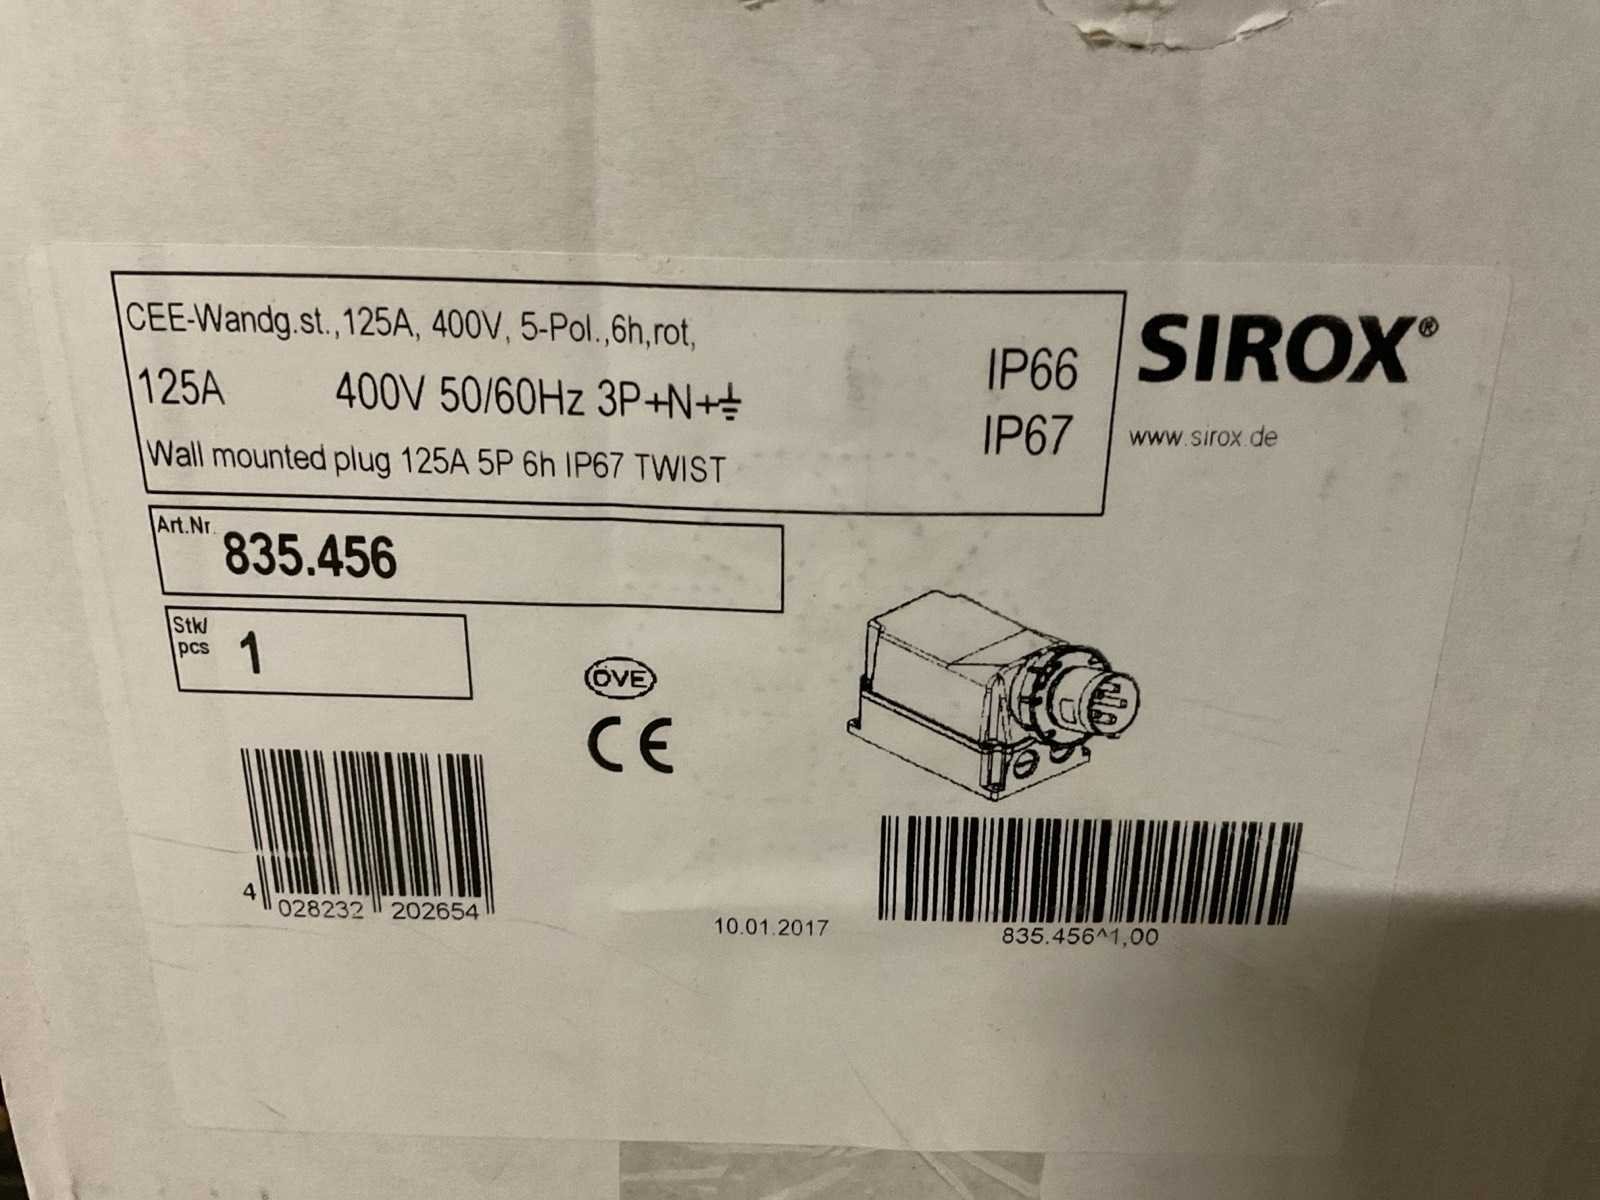 CEE-Wandg.st.,125A, 400V, 5-Pol.,6h,rot,
125A 400V 50/60Hz 3P+N+⏚
IP66
Wall mounted plug 125A 5P 6h IP67 TWIST
IP67
SIROX®
www.sirox.de
Art.Nr. 835.456
Stk/
pcs 1
ÖVE
CE
4 028232 202654
10.01.2017
835.456^1,00